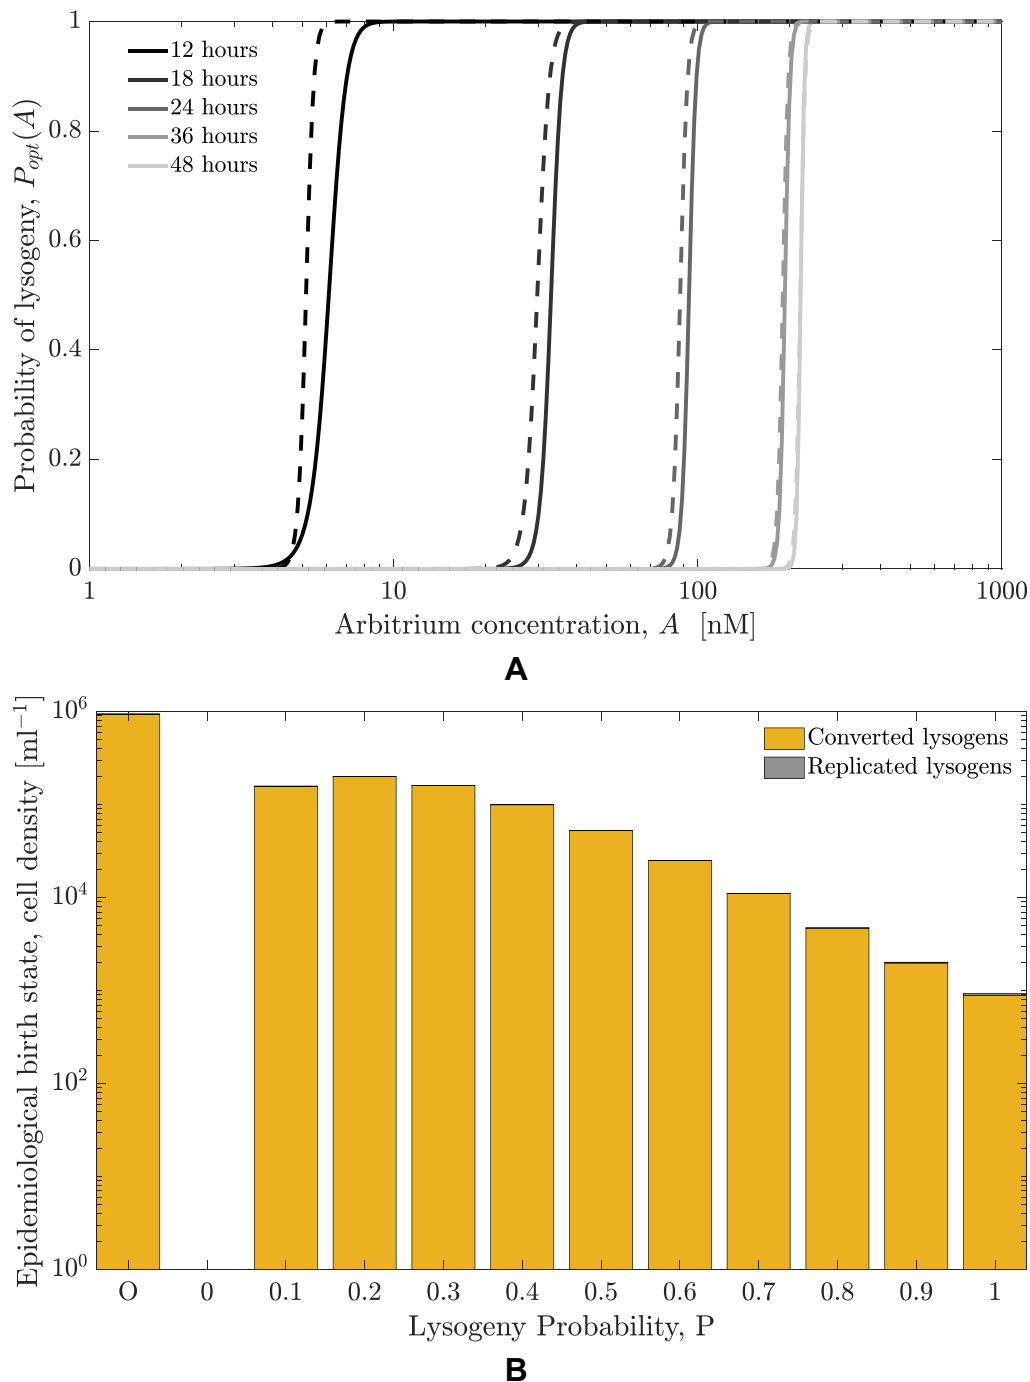 1
0.8
0.6
0.4
0.2
0
Probability of lysogeny, P_opt(A)
12 hours
18 hours
24 hours
36 hours
48 hours
1 10 100 1000
Arbitrium concentration, A [nM]
A
10^6
10^4
10^2
10^0
Epidemiological birth state, cell density [ml^−1]
Converted lysogens
Replicated lysogens
O 0 0.1 0.2 0.3 0.4 0.5 0.6 0.7 0.8 0.9 1
Lysogeny Probability, P
B